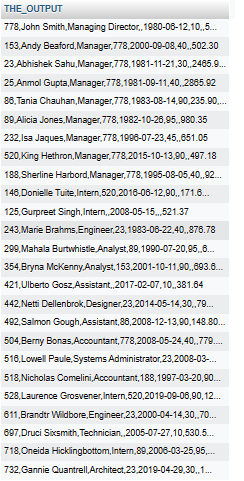 THE_OUTPUT
778,John Smith,Managing Director,,1980-06-12,10,,5...
153,Andy Beaford,Manager,778,2000-09-08,40,,502.30
23,Abishek Sahu,Manager,778,1981-11-21,30,,2465.9...
25,Anmol Gupta,Manager,778,1981-09-11,40,,2865.92
86,Tania Chauhan,Manager,778,1983-08-14,90,235.90,...
89,Alicia Jones,Manager,778,1982-10-26,95,,980.35
232,Isa Jaques,Manager,778,1996-07-23,45,,651.05
520,King Hethron,Manager,778,2015-10-13,90,,497.18
188,Sherline Harbord,Manager,778,1995-08-05,40,,92...
146,Donielle Tuite,Intern,520,2016-06-12,90,,171.6...
125,Gurpreet Singh,Intern,,2008-05-15,,,521.37
243,Marie Brahms,Engineer,23,1983-06-22,40,,876.78
299,Mahala Burtwhistle,Analyst,89,1990-07-20,95,,6...
354,Bryna McKenny,Analyst,153,2001-10-11,90,,693.6...
421,Ulberto Gosz,Assistant,,2017-02-07,10,,381.64
442,Netti Dellenbrok,Designer,23,2014-05-14,30,,79...
492,Salmon Gough,Assistant,86,2008-12-13,90,148.80...
504,Berny Bonas,Accountant,778,2008-05-24,40,,779....
516,Lowell Paule,Systems Administrator,23,2008-03-...
518,Nicholas Comelini,Accountant,188,1997-03-20,90...
528,Laurence Grosvener,Intern,520,2019-09-06,90,12...
611,Brandtr Wildbore,Engineer,23,2000-04-14,30,,70...
697,Druci Sixsmith,Technician,,2005-07-27,10,530.5...
718,Oneida Hicklingbottom,Intern,89,2006-03-25,95,...
732,Gannie Quantrell,Architect,23,2019-04-29,30,,1...